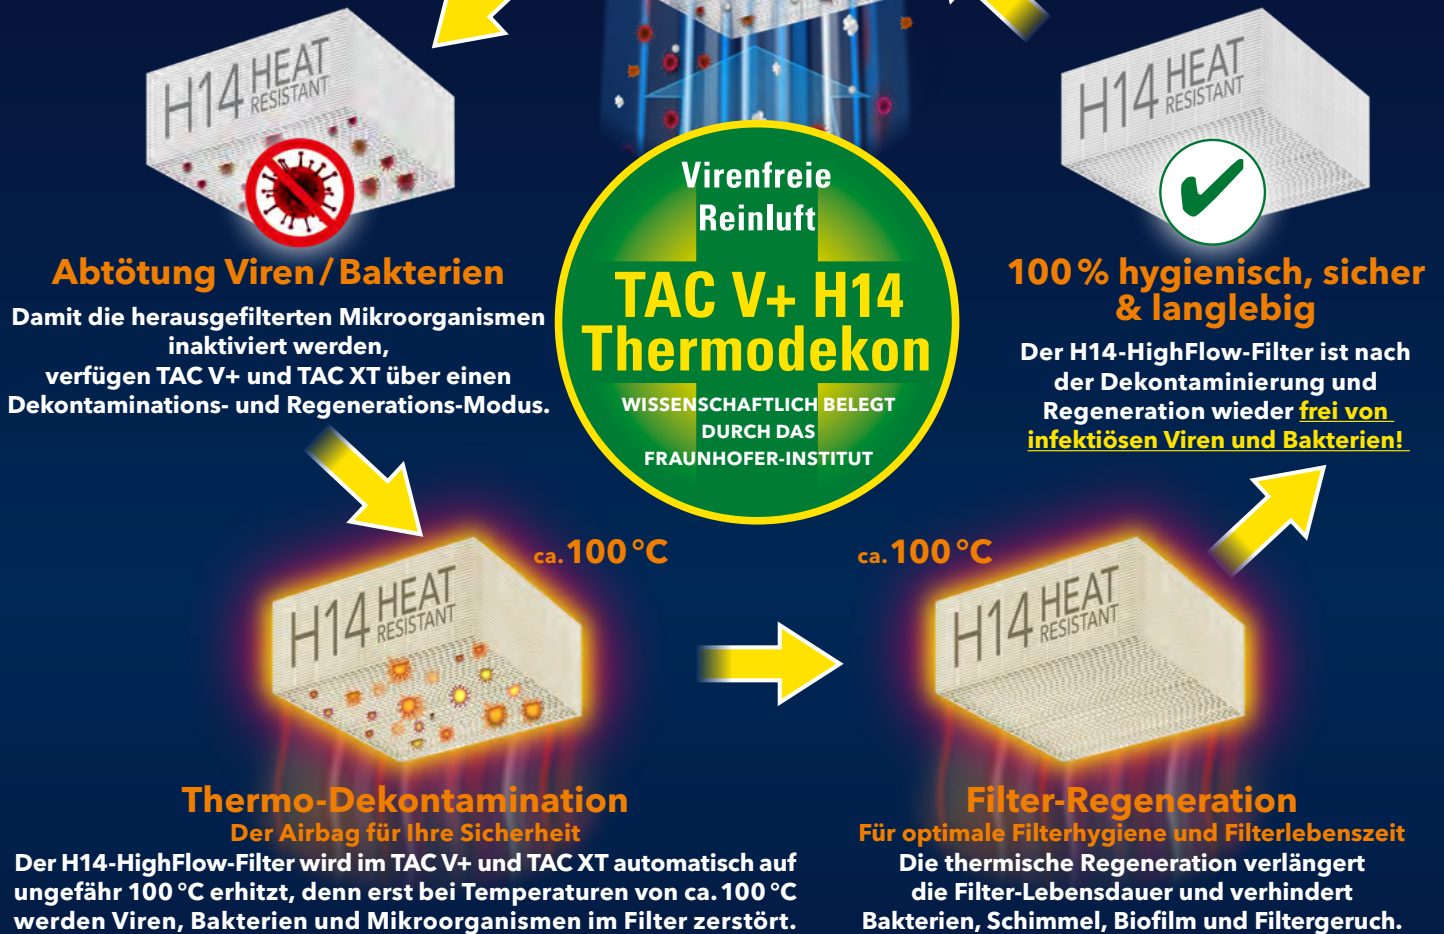 H14 HEAT
RESISTANT
H14 HEAT
RESISTANT
Virenfreie
Reinluft
TAC V+ H14
Thermodekon
WISSENSCHAFTLICH BELEGT
DURCH DAS
FRAUNHOFER-INSTITUT
Abtötung Viren / Bakterien
Damit die herausgefilterten Mikroorganismen
inaktiviert werden,
verfügen TAC V+ und TAC XT über einen
Dekontaminations- und Regenerations-Modus.
100 % hygienisch, sicher
& langlebig
Der H14-HighFlow-Filter ist nach
der Dekontaminierung und
Regeneration wieder frei von
infektiösen Viren und Bakterien!
ca. 100 °C
H14 HEAT
RESISTANT
Thermo-Dekontamination
Der Airbag für Ihre Sicherheit
Der H14-HighFlow-Filter wird im TAC V+ und TAC XT automatisch auf
ungefähr 100 °C erhitzt, denn erst bei Temperaturen von ca. 100 °C
werden Viren, Bakterien und Mikroorganismen im Filter zerstört.
ca. 100 °C
H14 HEAT
RESISTANT
Filter-Regeneration
Für optimale Filterhygiene und Filterlebenszeit
Die thermische Regeneration verlängert
die Filter-Lebensdauer und verhindert
Bakterien, Schimmel, Biofilm und Filtergeruch.